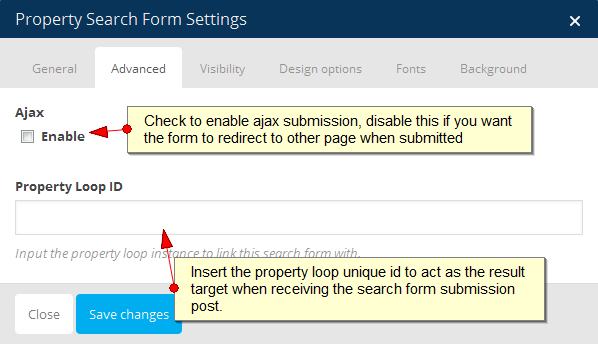 Property Search Form Settings
×
General Advanced Visibility Design options Fonts Background
Ajax
Enable
Check to enable ajax submission, disable this if you want
the form to redirect to other page when submitted
Property Loop ID
Input the property loop instance to link this search form with.
Insert the property loop unique id to act as the result
target when receiving the search form submission
post.
Close Save changes